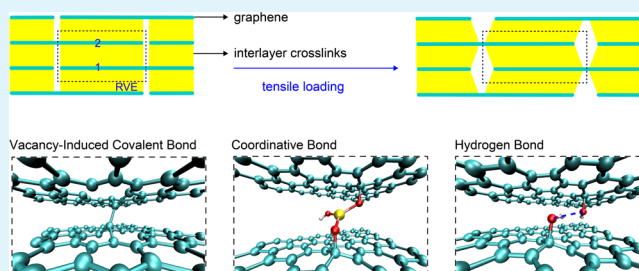 graphene
2
interlayer crosslinks
1
RVE
tensile loading
Vacancy-Induced Covalent Bond
Coordinative Bond
Hydrogen Bond